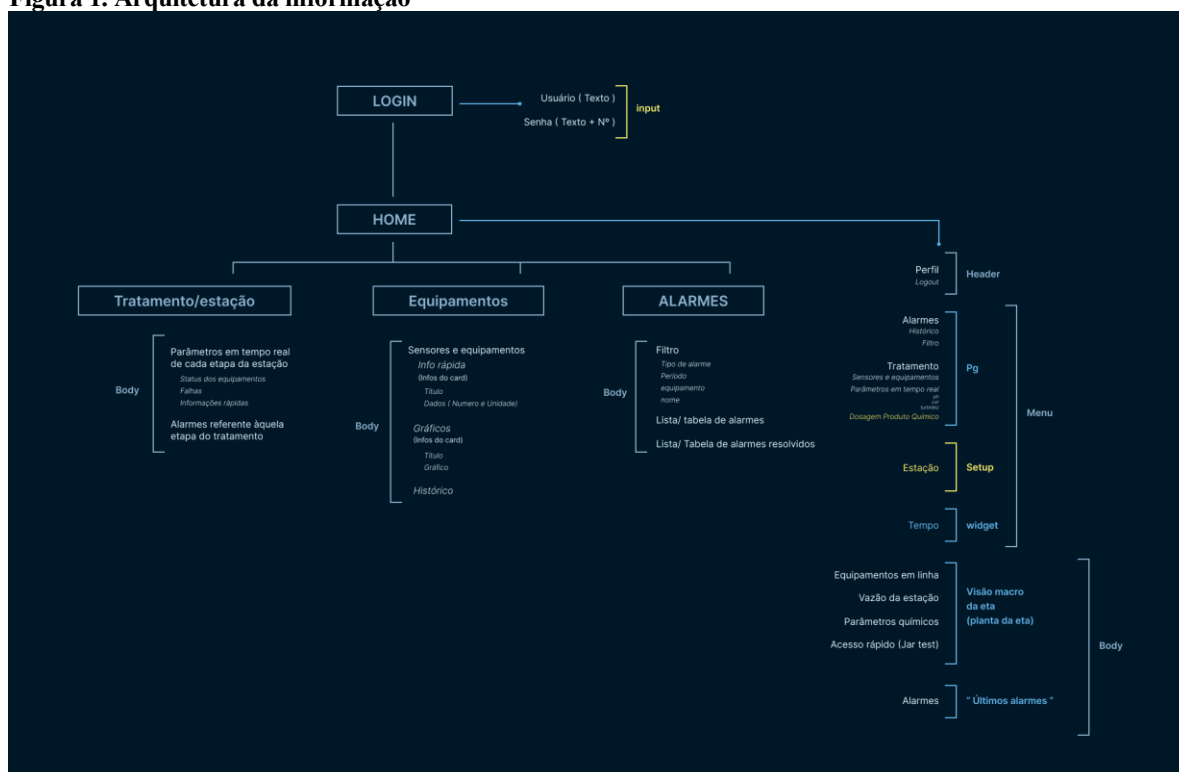 Figura 1. Arquitetura da informação
LOGIN
Usuário ( Texto )
Senha ( Texto + Nº )
input
HOME
Perfil
Logout
Header
Tratamento/estação
Equipamentos
ALARMES
Body
Parâmetros em tempo real
de cada etapa da estação
Status dos equipamentos
Falhas
Informações rápidas
Alarmes referente àquela
etapa do tratamento
Body
Sensores e equipamentos
Info rápida
(Infos do card)
Título
Dados ( Numero e Unidade)
Gráficos
(Infos do card)
Título
Gráfico
Histórico
Body
Filtro
Tipo de alarme
Período
equipamento
nome
Lista/ tabela de alarmes
Lista/ Tabela de alarmes resolvidos
Alarmes
Histórico
Filtro
Tratamento
Sensores e equipamentos
Parâmetros em tempo real
ph
cor
turbidez
Dosagem Produto Químico
Pg
Menu
Estação
Setup
Tempo
widget
Equipamentos em linha
Vazão da estação
Parâmetros químicos
Acesso rápido (Jar test)
Visão macro
da eta
(planta da eta)
Body
Alarmes
" Últimos alarmes "